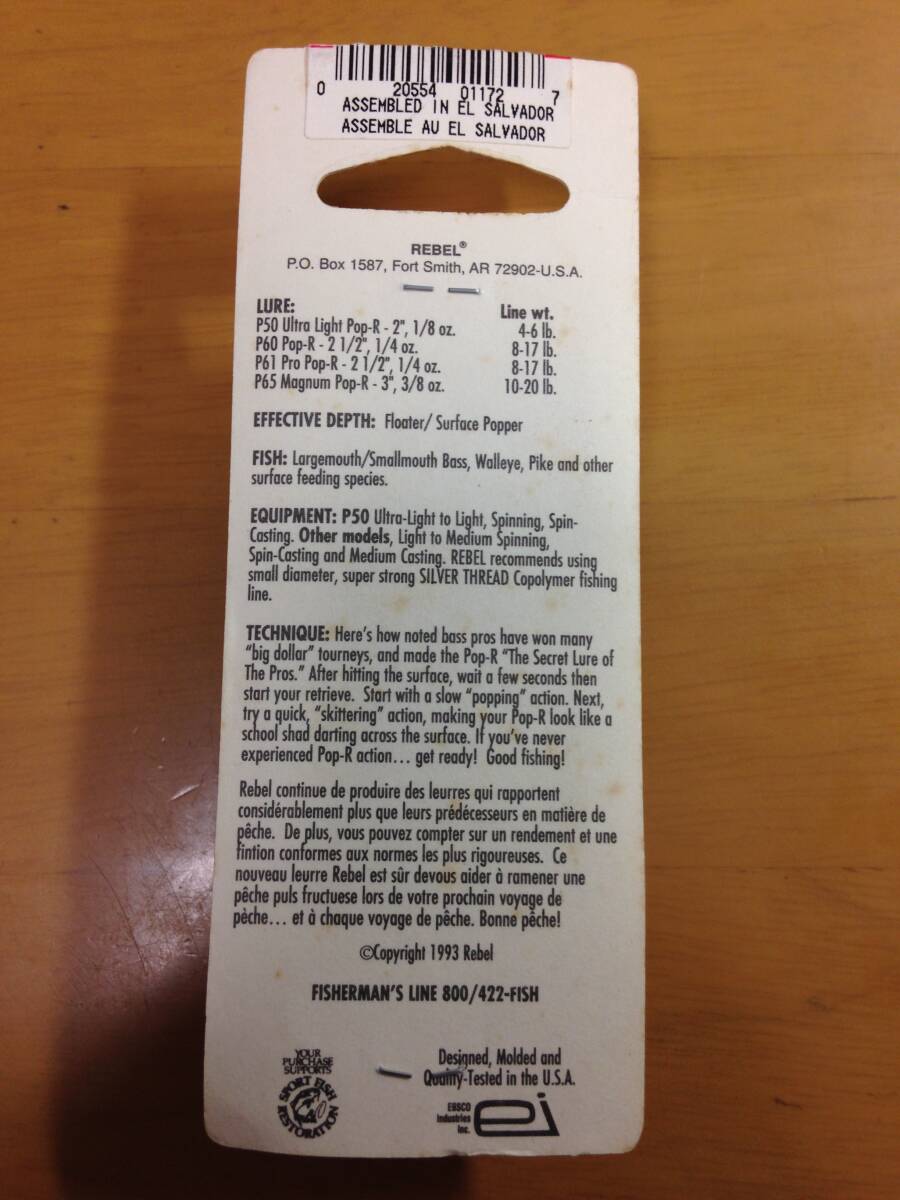 0 20554 01172 7
ASSEMBLED IN EL SALVADOR
ASSEMBLE AU EL SALVADOR
REBEL®
P.O. Box 1587, Fort Smith, AR 72902-U.S.A.
LURE: Line wt.
P50 Ultra Light Pop-R - 2", 1/8 oz. 4-6 lb.
P60 Pop-R - 2 1/2", 1/4 oz. 8-17 lb.
P61 Pro Pop-R - 2 1/2", 1/4 oz. 8-17 lb.
P65 Magnum Pop-R - 3", 3/8 oz. 10-20 lb.
EFFECTIVE DEPTH: Floater/ Surface Popper
FISH: Largemouth/Smallmouth Bass, Walleye, Pike and other
surface feeding species.
EQUIPMENT: P50 Ultra-Light to Light, Spinning, Spin-
Casting. Other models, Light to Medium Spinning,
Spin-Casting and Medium Casting. REBEL recommends using
small diameter, super strong SILVER THREAD Copolymer fishing
line.
TECHNIQUE: Here's how noted bass pros have won many
"big dollar" tourneys, and made the Pop-R "The Secret Lure of
The Pros." After hitting the surface, wait a few seconds then
start your retrieve. Start with a slow "popping" action. Next,
try a quick, "skittering" action, making your Pop-R look like a
school shad darting across the surface. If you've never
experienced Pop-R action... get ready! Good fishing!
Rebel continue de produire des leurres qui rapportent
considérablement plus que leurs prédécesseurs en matière de
pêche. De plus, vous pouvez compter sur un rendement et une
fintion conformes aux normes les plus rigoureuses. Ce
nouveau leurre Rebel est sûr devous aider à ramener une
pêche puls fructuese lors de votre prochain voyage de
pèche... et à chaque voyage de pêche. Bonne pêche!
©Copyright 1993 Rebel
FISHERMAN'S LINE 800/422-FISH
YOUR
PURCHASE
SUPPORTS
SPORT FISH
RESTORATION
Designed, Molded and
Quality-Tested in the U.S.A.
EBSCO
Industries
Inc.
ei